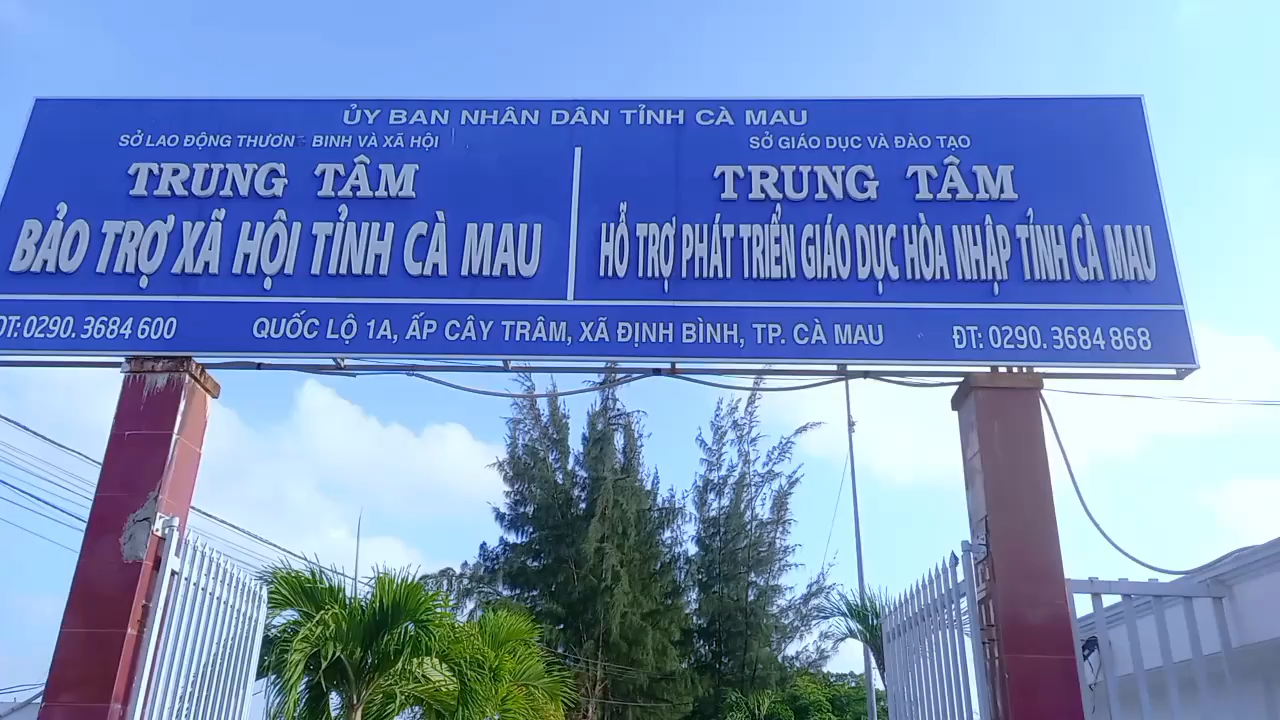 ỦY BAN NHÂN DÂN TỈNH CÀ MAU
SỞ LAO ĐỘNG THƯƠN BINH VÀ XÃ HỘI
TRUNG TÂM
BẢO TRỢ XÃ HỘI TỈNH CÀ MAU
SỞ GIÁO DỤC VÀ ĐÀO TẠO
TRUNG TÂM
HỖ TRỢ PHÁT TRIỂN GIÁO DỤC HÒA NHẬP TỈNH CÀ MAU
ĐT: 0290. 3684 600
QUỐC LỘ 1A, ẤP CÂY TRÂM, XÃ ĐỊNH BÌNH, TP. CÀ MAU
ĐT: 0290. 3684 868